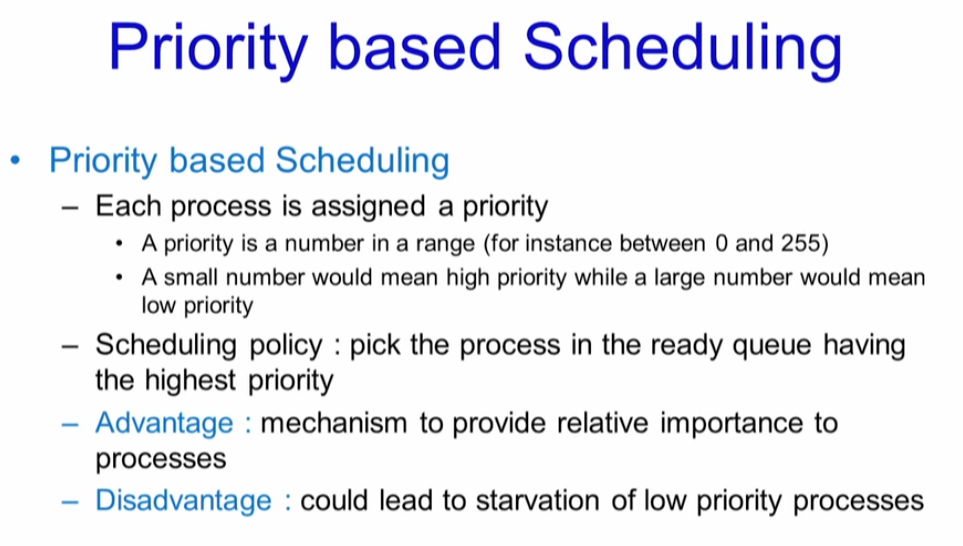 Priority based Scheduling
• Priority based Scheduling
– Each process is assigned a priority
• A priority is a number in a range (for instance between 0 and 255)
• A small number would mean high priority while a large number would mean
low priority
– Scheduling policy : pick the process in the ready queue having
the highest priority
– Advantage : mechanism to provide relative importance to
processes
– Disadvantage : could lead to starvation of low priority processes